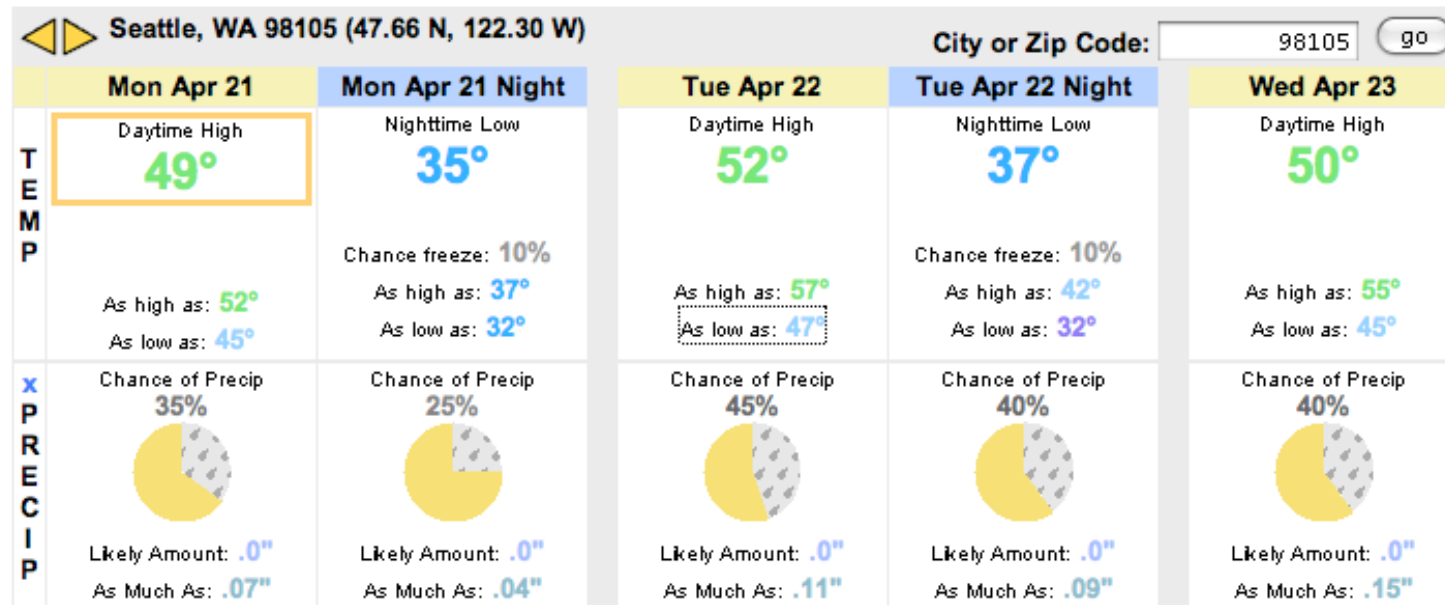 Seattle, WA 98105 (47.66 N, 122.30 W)
City or Zip Code: 98105 go
Mon Apr 21 Mon Apr 21 Night Tue Apr 22 Tue Apr 22 Night Wed Apr 23
TEMP
Daytime High Nighttime Low Daytime High Nighttime Low Daytime High
49° 35° 52° 37° 50°
Chance freeze: 10% Chance freeze: 10%
As high as: 52° As high as: 37° As high as: 57° As high as: 42° As high as: 55°
As low as: 45° As low as: 32° As low as: 47° As low as: 32° As low as: 45°
x
PRECIP
Chance of Precip Chance of Precip Chance of Precip Chance of Precip Chance of Precip
35% 25% 45% 40% 40%
Likely Amount: .0" Likely Amount: .0" Likely Amount: .0" Likely Amount: .0" Likely Amount: .0"
As Much As: .07" As Much As: .04" As Much As: .11" As Much As: .09" As Much As: .15"